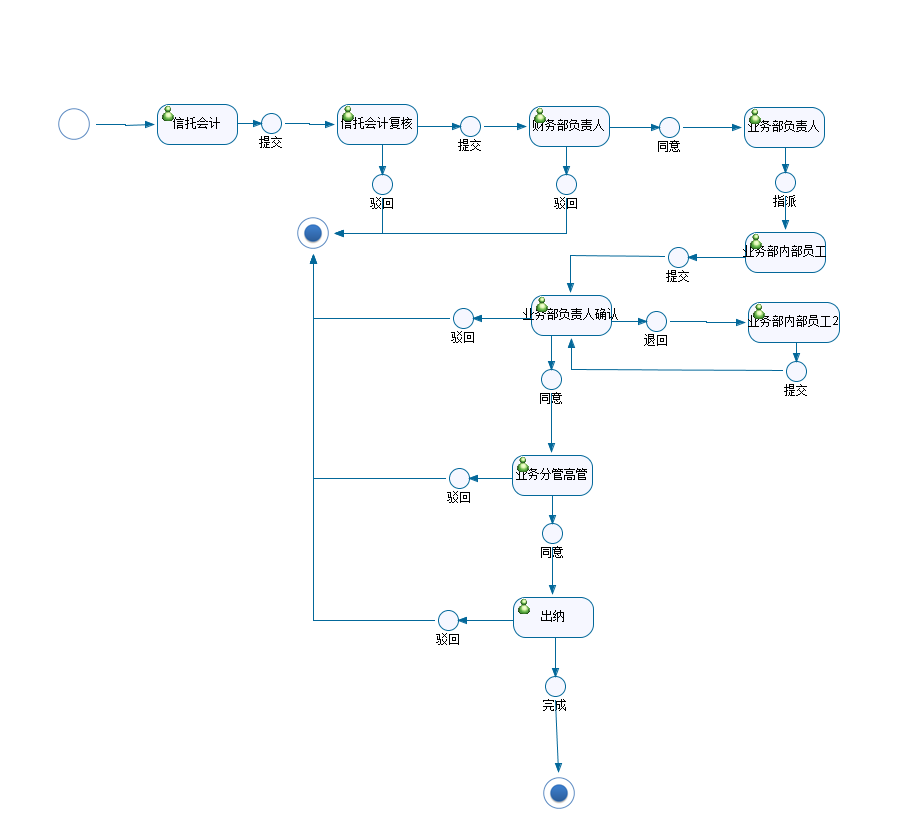 信托会计
提交
信托会计复核
提交
财务部负责人
同意
业务部负责人
驳回
驳回
指派
业务部内部员工
提交
业务部负责人确认
驳回
退回
业务部内部员工2
同意
提交
业务分管高管
驳回
同意
出纳
驳回
完成